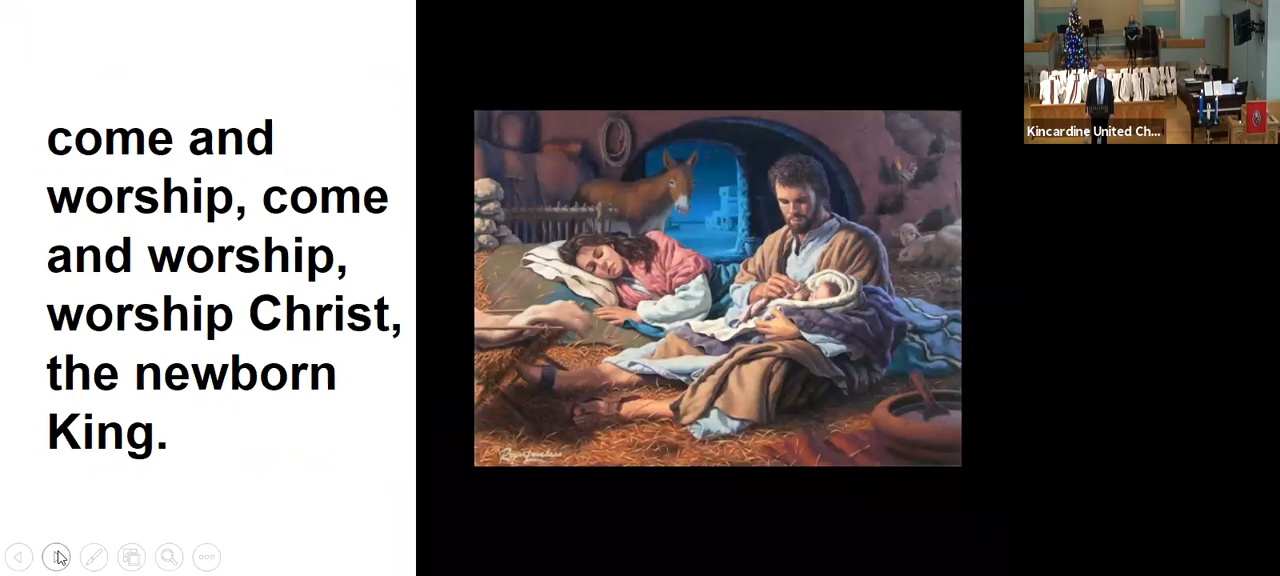 come and
worship, come
and worship,
worship Christ,
the newborn
King.
Kincardine United Ch...